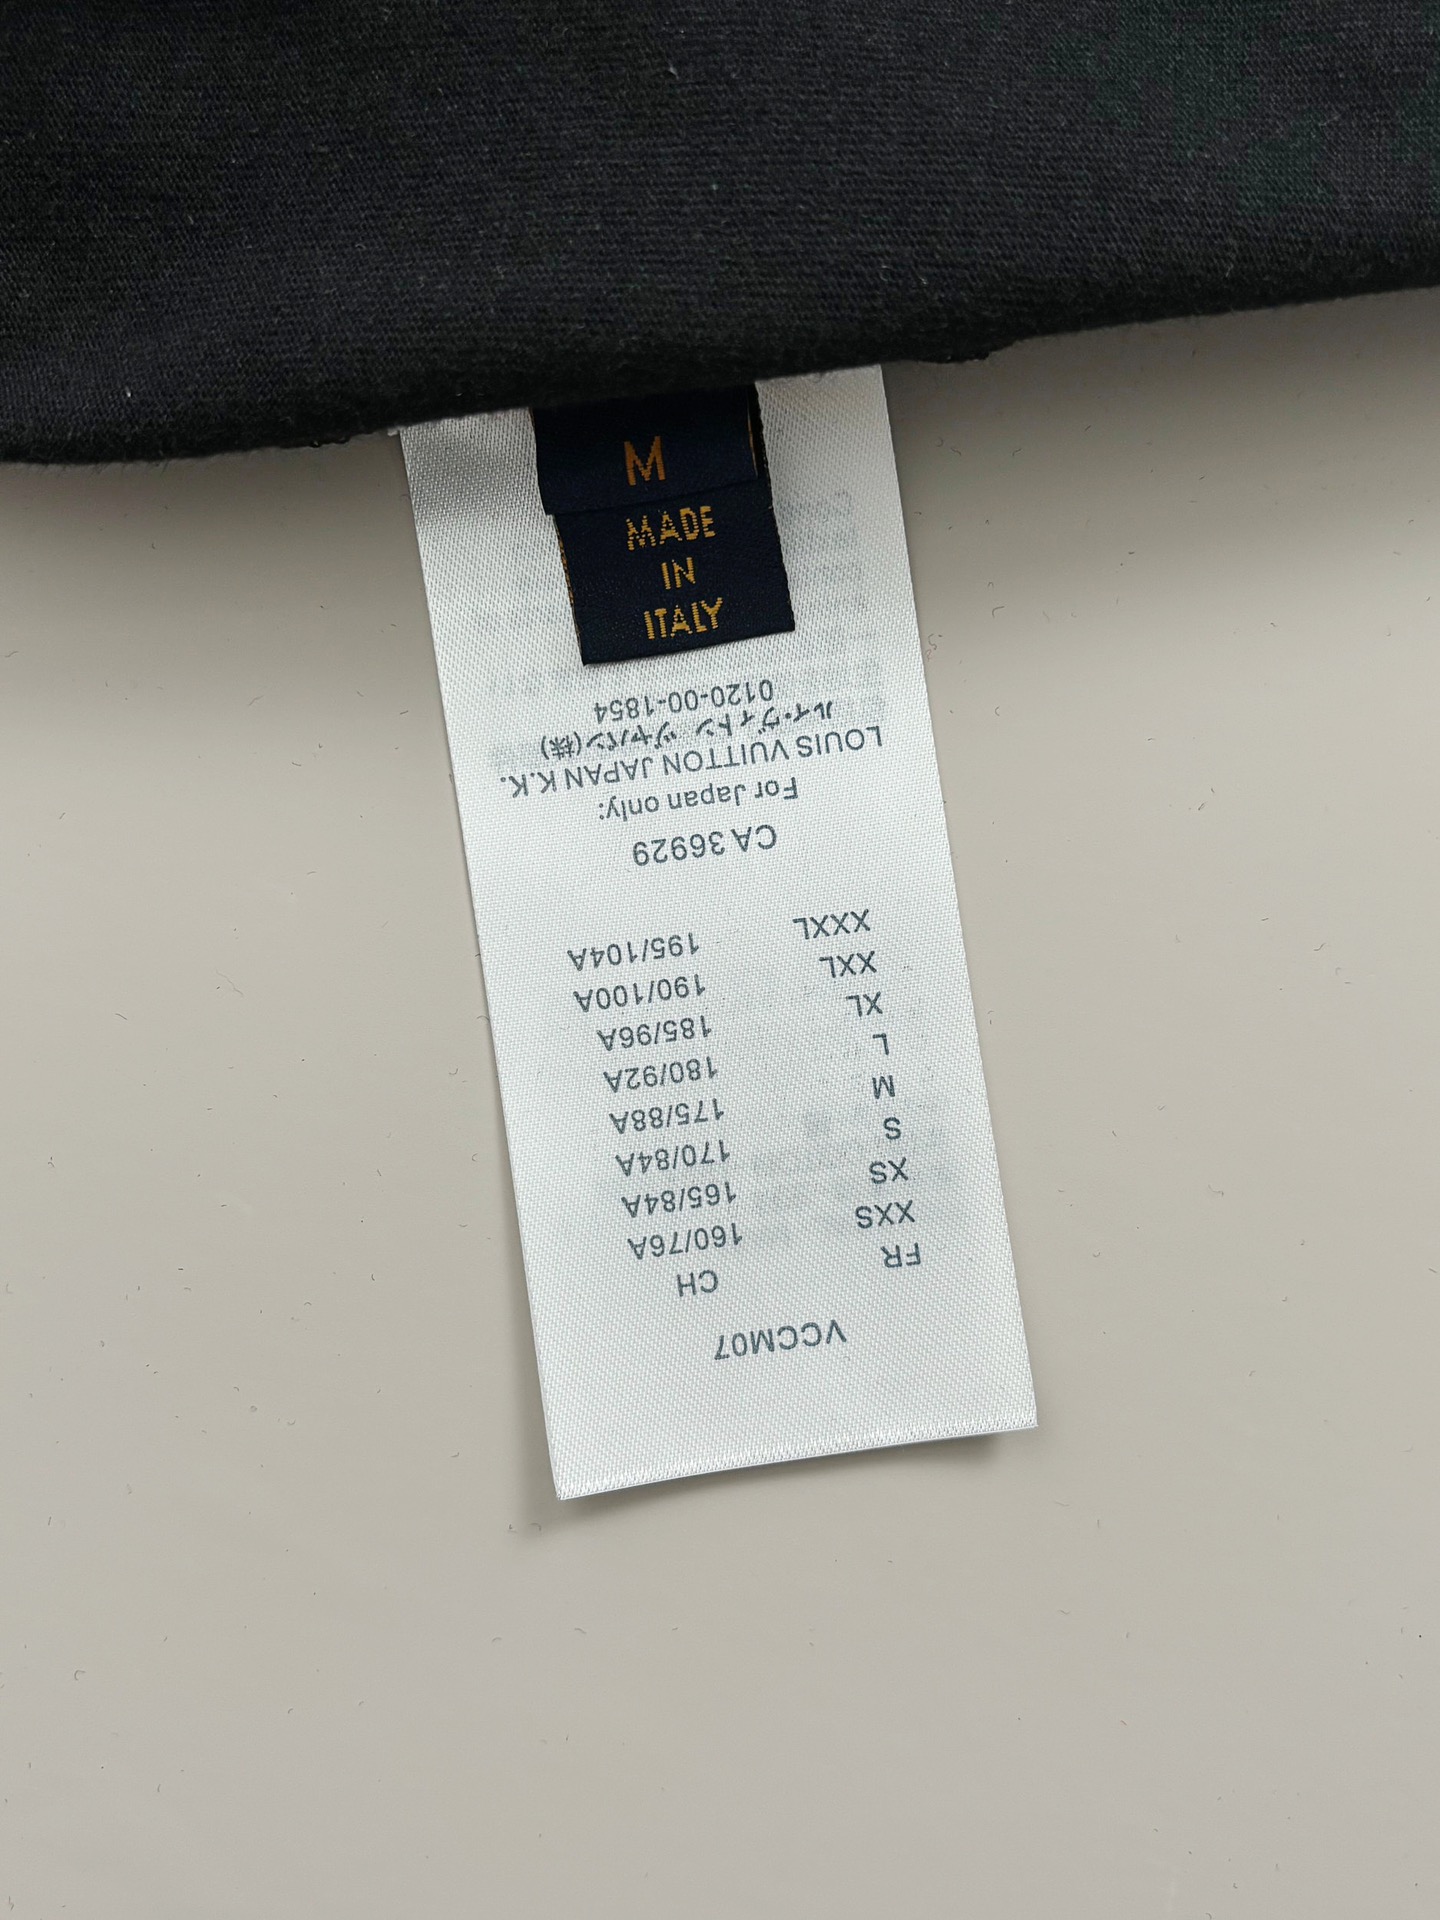 M
MADE
IN
ITALY
VCCM07
FR CH
XXS 160/76A
XS 165/84A
S 170/84A
M 175/88A
L 180/92A
XL 185/96A
XXL 190/100A
XXXL 195/104A
CA 36929
For Japan only:
LOUIS VUITTON JAPAN K.K.
ルイ・ヴィトン ジャパン(株)
0120-00-1854